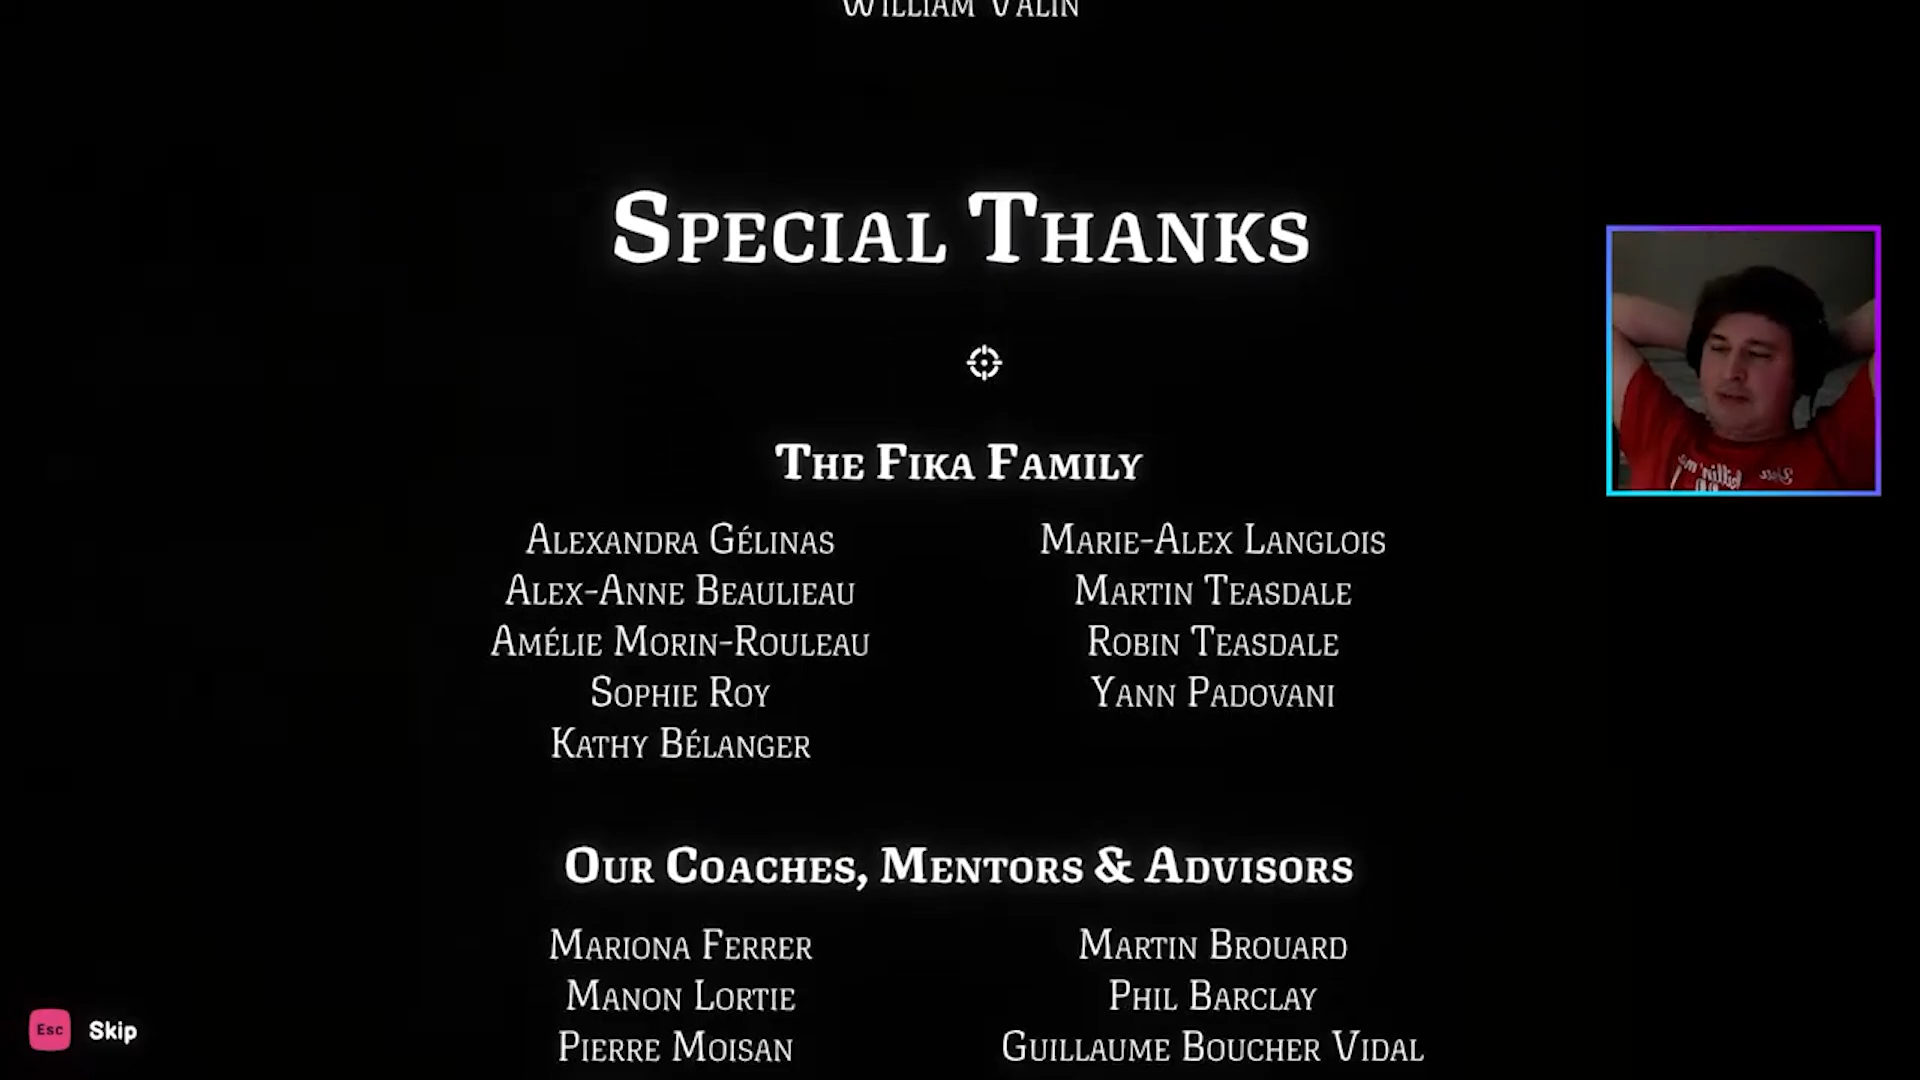 William Valin
Special Thanks
The Fika Family
Alexandra Gélinas
Alex-Anne Beaulieau
Amélie Morin-Rouleau
Sophie Roy
Kathy Bélanger
Marie-Alex Langlois
Martin Teasdale
Robin Teasdale
Yann Padovani
Our Coaches, Mentors & Advisors
Mariona Ferrer
Manon Lortie
Pierre Moisan
Martin Brouard
Phil Barclay
Guillaume Boucher Vidal
Esc Skip